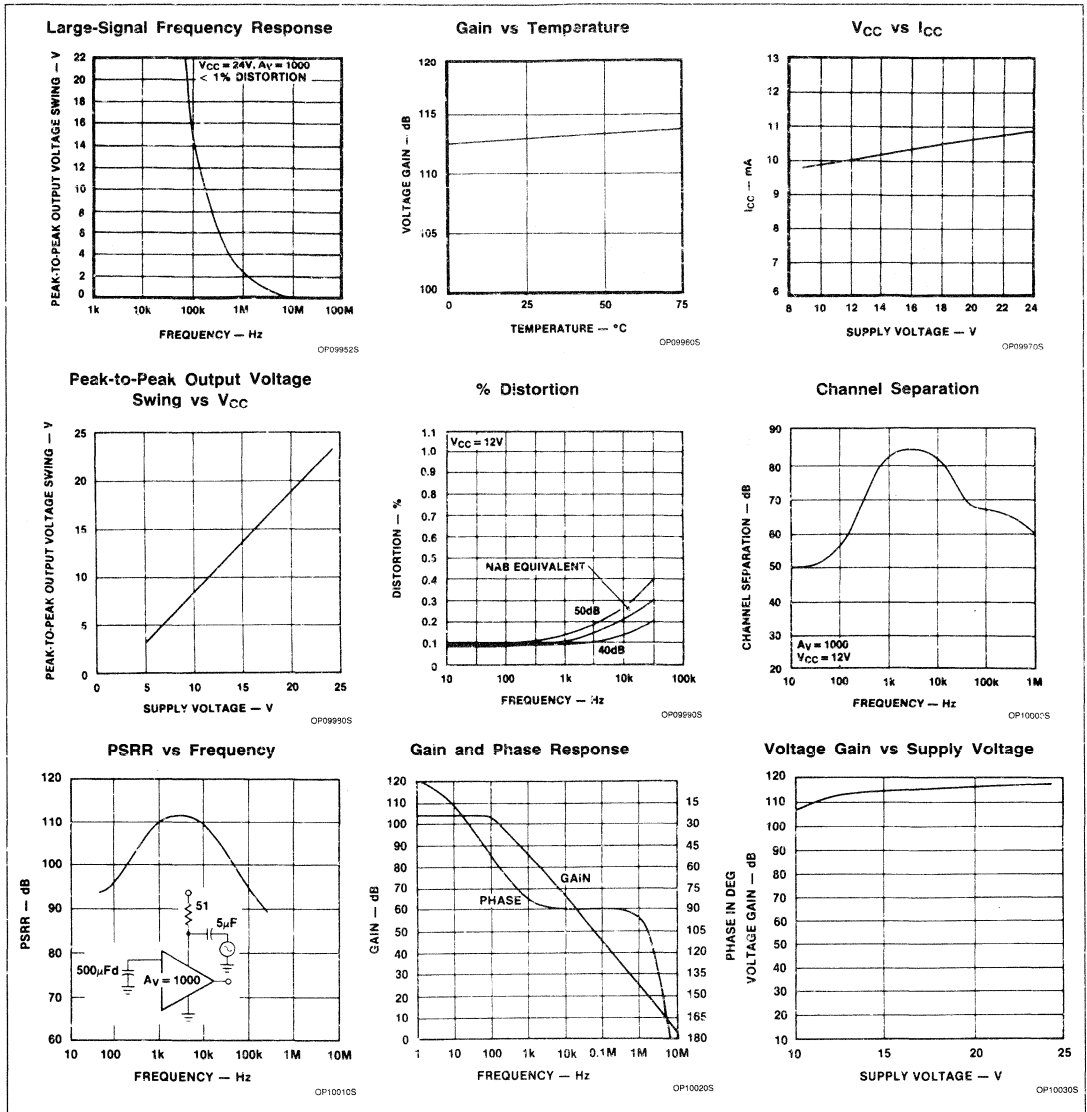 Large-Signal Frequency Response
PEAK-TO-PEAK OUTPUT VOLTAGE SWING — V
22
20
18
16
14
12
10
8
6
4
2
0
VCC = 24V, AV = 1000
< 1% DISTORTION
1k 10k 100k 1M 10M 100M
FREQUENCY — Hz
OP09952S
Gain vs Temperature
VOLTAGE GAIN — dB
120
115
110
105
100
0 25 50 75
TEMPERATURE — °C
OP09960S
VCC vs ICC
ICC — mA
13
12
11
10
9
8
7
6
8 10 12 14 16 18 20 22 24
SUPPLY VOLTAGE — V
OP09970S
Peak-to-Peak Output Voltage
Swing vs VCC
PEAK-TO-PEAK OUTPUT VOLTAGE SWING — V
25
20
15
10
5
0
0 5 10 15 20 25
SUPPLY VOLTAGE — V
OP09980S
% Distortion
DISTORTION — %
1.1
1.0
0.9
0.8
0.7
0.6
0.5
0.4
0.3
0.2
0.1
0
VCC = 12V
NAB EQUIVALENT
50dB
40dB
10 100 1k 10k 100k
FREQUENCY — Hz
OP09990S
Channel Separation
CHANNEL SEPARATION — dB
90
80
70
60
50
40
30
20
AV = 1000
VCC = 12V
10 100 1k 10k 100k 1M
FREQUENCY — Hz
PSRR vs Frequency
PSRR — dB
120
110
100
90
80
70
60
51
5μF
500μFd
AV = 1000
10 100 1k 10k 100k 1M 10M
FREQUENCY — Hz
OP10010S
Gain and Phase Response
GAIN — dB
120
110
100
90
80
70
60
50
40
30
20
10
0
GAIN
PHASE
15
30
45
60
75
90
105
120
135
150
165
180
PHASE IN DEG
1 10 100 1k 10k 0.1M 1M 10M
FREQUENCY — Hz
OP10020S
Voltage Gain vs Supply Voltage
VOLTAGE GAIN — dB
120
110
100
90
80
70
60
50
40
30
20
10
10 15 20 25
SUPPLY VOLTAGE — V
OP10030S